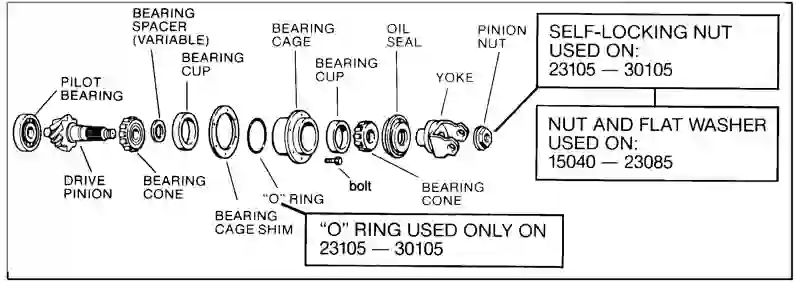 BEARING
SPACER
(VARIABLE)
BEARING
CUP
PILOT
BEARING
DRIVE
PINION
BEARING
CONE
BEARING
CAGE
BEARING
CUP
OIL
SEAL
YOKE
PINION
NUT
"O" RING
BEARING
CAGE SHIM
bolt
BEARING
CONE
SELF-LOCKING NUT
USED ON:
23105 — 30105
NUT AND FLAT WASHER
USED ON:
15040 — 23085
“O” RING USED ONLY ON
23105 — 30105